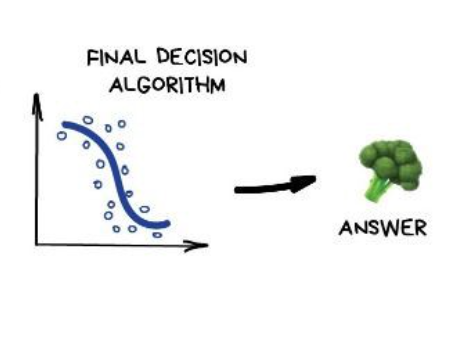 FINAL DECISION
ALGORITHM
ANSWER